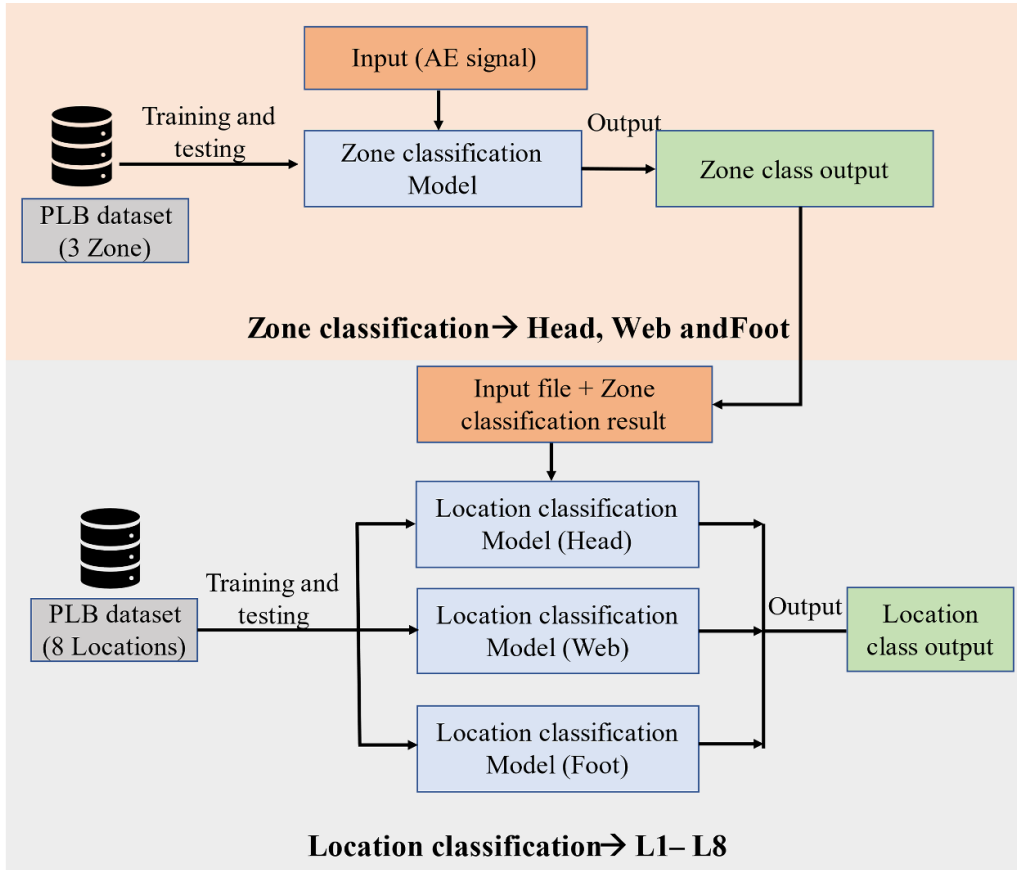 Input (AE signal)
Training and
testing
Zone classification
Model
Output
Zone class output
PLB dataset
(3 Zone)
Zone classification→ Head, Web andFoot
Input file + Zone
classification result
Location classification
Model (Head)
Training and
testing
PLB dataset
(8 Locations)
Location classification
Model (Web)
Output
Location
class output
Location classification
Model (Foot)
Location classification→ L1– L8